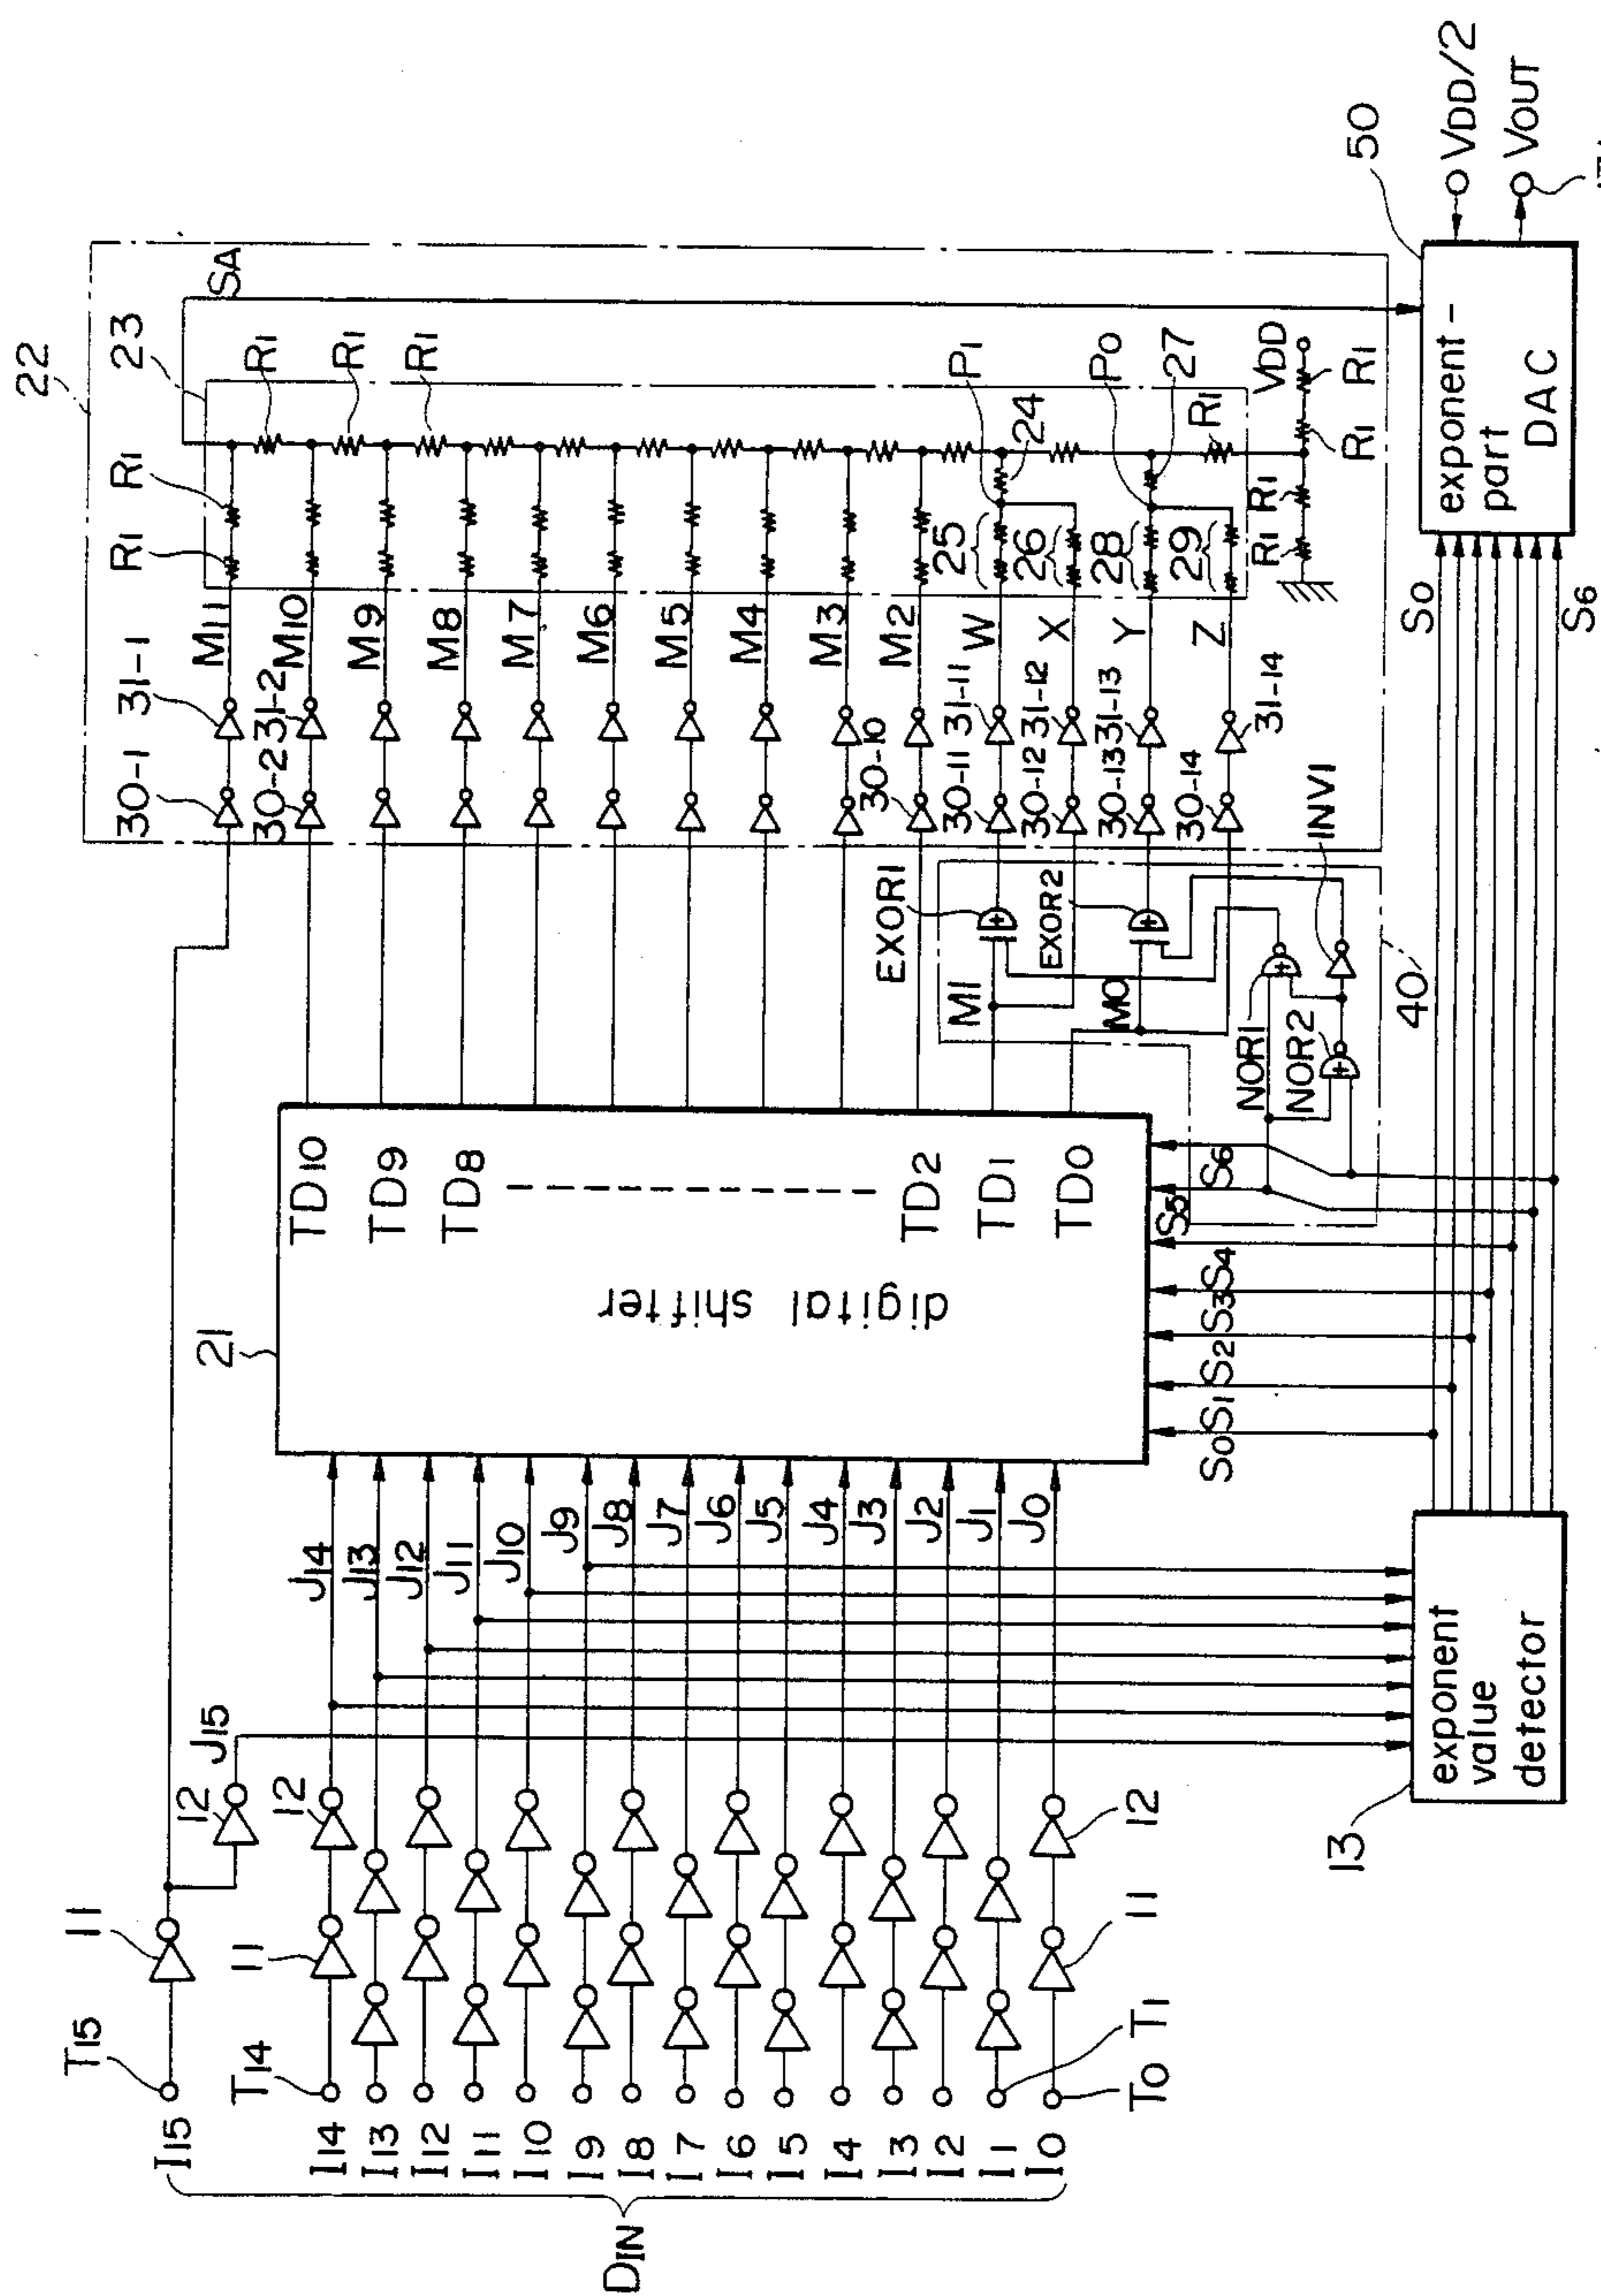 22
23
SA
R1
R1
R1
R1
R1
30-1
31-1
M11
30-2
31-2
M10
M9
M8
M7
M6
M5
M4
M3
M2
30-10
30-11
31-11
W
25
24
P1
30-12
31-12
X
26
30-13
31-13
Y
28
P0
27
30-14
31-14
Z
29
R1
VDD
R1
R1
R1
R1
EXOR1
EXOR2
M1
M0
NOR1
NOR2
INV1
40
21
TD10
TD9
TD8
TD2
TD1
TD0
digital shifter
S0
S1
S2
S3
S4
S5
S6
T15
I15
11
12
J15
T14
I14
11
12
J14
I13
J13
I12
J12
I11
J11
I10
J10
I9
J9
I8
J8
I7
J7
I6
J6
I5
J5
I4
J4
I3
J3
I2
J2
I1
J1
I0
J0
T0
T1
11
12
DIN
13
exponent
value
detector
S0
S6
50
exponent-
part
DAC
VDD/2
VOUT